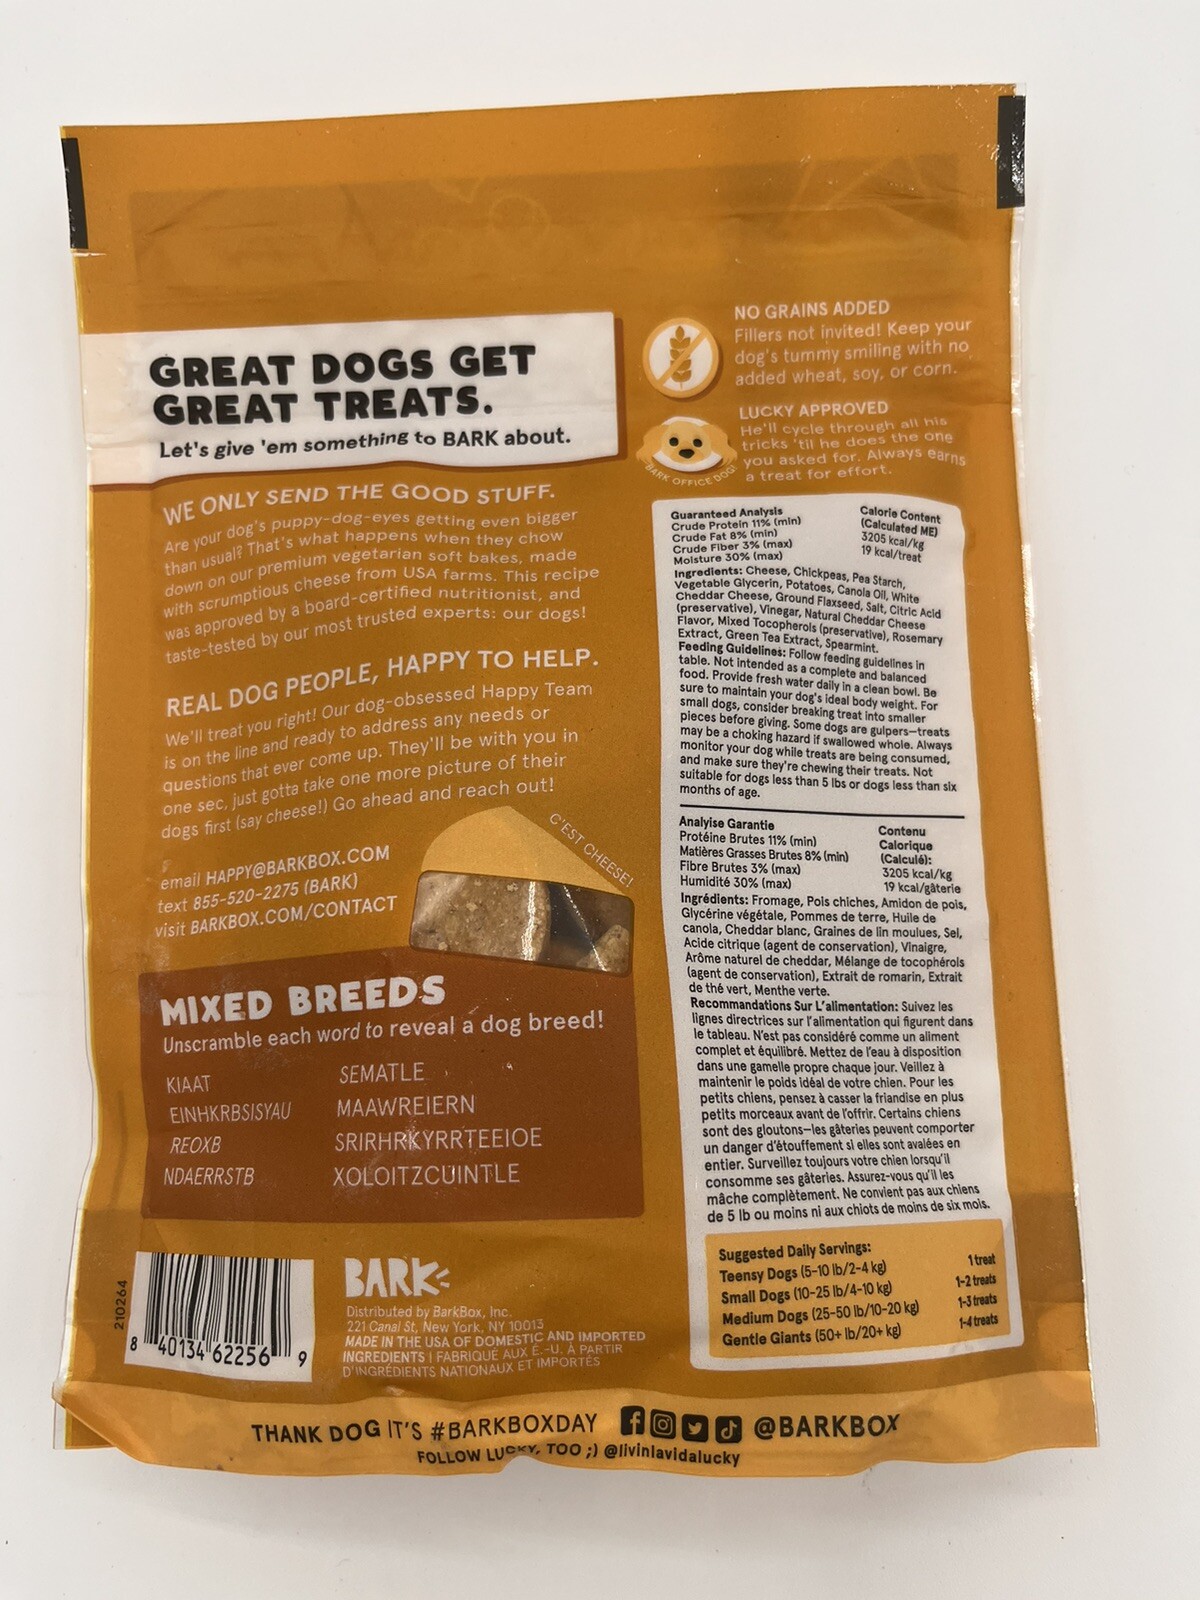 GREAT DOGS GET
GREAT TREATS.
Let's give 'em something to BARK about.
WE ONLY SEND THE GOOD STUFF.
Are your dog's puppy-dog-eyes getting even bigger
than usual? That's what happens when they chow
down on our premium vegetarian soft bakes, made
with scrumptious cheese from USA farms. This recipe
was approved by a board-certified nutritionist, and
taste-tested by our most trusted experts: our dogs!
REAL DOG PEOPLE, HAPPY TO HELP.
We'll treat you right! Our dog-obsessed Happy Team
is on the line and ready to address any needs or
questions that ever come up. They'll be with you in
one sec, just gotta take one more picture of their
dogs first (say cheese!) Go ahead and reach out!
email HAPPY@BARKBOX.COM
text 855-520-2275 (BARK)
visit BARKBOX.COM/CONTACT
C'EST CHEESE!
MIXED BREEDS
Unscramble each word to reveal a dog breed!
KIAAT
EINHKRBSISYAU
REOXB
NDAERRSTB
SEMATLE
MAAWREIERN
SRIRHRKYRRTEEIOE
XOLOITZCUINTLE
210264
8 40134 62256 9
BARK
Distributed by BarkBox, Inc.
221 Canal St, New York, NY 10013
MADE IN THE USA OF DOMESTIC AND IMPORTED
INGREDIENTS | FABRIQUÉ AUX É.-U. À PARTIR
D'INGRÉDIENTS NATIONAUX ET IMPORTÉS
NO GRAINS ADDED
Fillers not invited! Keep your
dog's tummy smiling with no
added wheat, soy, or corn.
BARK OFFICE DOG!
LUCKY APPROVED
He'll cycle through all his
tricks 'til he does the one
you asked for. Always earns
a treat for effort.
Guaranteed Analysis
Crude Protein 11% (min)
Crude Fat 8% (min)
Crude Fiber 3% (max)
Moisture 30% (max)
Calorie Content
(Calculated ME)
3205 kcal/kg
19 kcal/treat
Ingredients: Cheese, Chickpeas, Pea Starch,
Vegetable Glycerin, Potatoes, Canola Oil, White
Cheddar Cheese, Ground Flaxseed, Salt, Citric Acid
(preservative), Vinegar, Natural Cheddar Cheese
Flavor, Mixed Tocopherols (preservative), Rosemary
Extract, Green Tea Extract, Spearmint.
Feeding Guidelines: Follow feeding guidelines in
table. Not intended as a complete and balanced
food. Provide fresh water daily in a clean bowl. Be
sure to maintain your dog's ideal body weight. For
small dogs, consider breaking treat into smaller
pieces before giving. Some dogs are gulpers–treats
may be a choking hazard if swallowed whole. Always
monitor your dog while treats are being consumed,
and make sure they're chewing their treats. Not
suitable for dogs less than 5 lbs or dogs less than six
months of age.
Analyise Garantie
Protéine Brutes 11% (min)
Matières Grasses Brutes 8% (min)
Fibre Brutes 3% (max)
Humidité 30% (max)
Contenu
Calorique
(Calculé):
3205 kcal/kg
19 kcal/gâterie
Ingrédients: Fromage, Pois chiches, Amidon de pois,
Glycérine végétale, Pommes de terre, Huile de
canola, Cheddar blanc, Graines de lin moulues, Sel,
Acide citrique (agent de conservation), Vinaigre,
Arôme naturel de cheddar, Mélange de tocophérols
(agent de conservation), Extrait de romarin, Extrait
de thé vert, Menthe verte.
Recommandations Sur L'alimentation: Suivez les
lignes directrices sur l'alimentation qui figurent dans
le tableau. N'est pas considéré comme un aliment
complet et équilibré. Mettez de l'eau à disposition
dans une gamelle propre chaque jour. Veillez à
maintenir le poids idéal de votre chien. Pour les
petits chiens, pensez à casser la friandise en plus
petits morceaux avant de l'offrir. Certains chiens
sont des gloutons–les gâteries peuvent comporter
un danger d'étouffement si elles sont avalées en
entier. Surveillez toujours votre chien lorsqu'il
consomme ses gâteries. Assurez-vous qu'il les
mâche complètement. Ne convient pas aux chiens
de 5 lb ou moins ni aux chiots de moins de six mois.
Suggested Daily Servings:
Teensy Dogs (5-10 lb/2-4 kg) 1 treat
Small Dogs (10-25 lb/4-10 kg) 1-2 treats
Medium Dogs (25-50 lb/10-20 kg) 1-3 treats
Gentle Giants (50+ lb/20+ kg) 1-4 treats
THANK DOG IT'S #BARKBOXDAY @BARKBOX
FOLLOW LUCKY, TOO ;) @livinlavidalucky